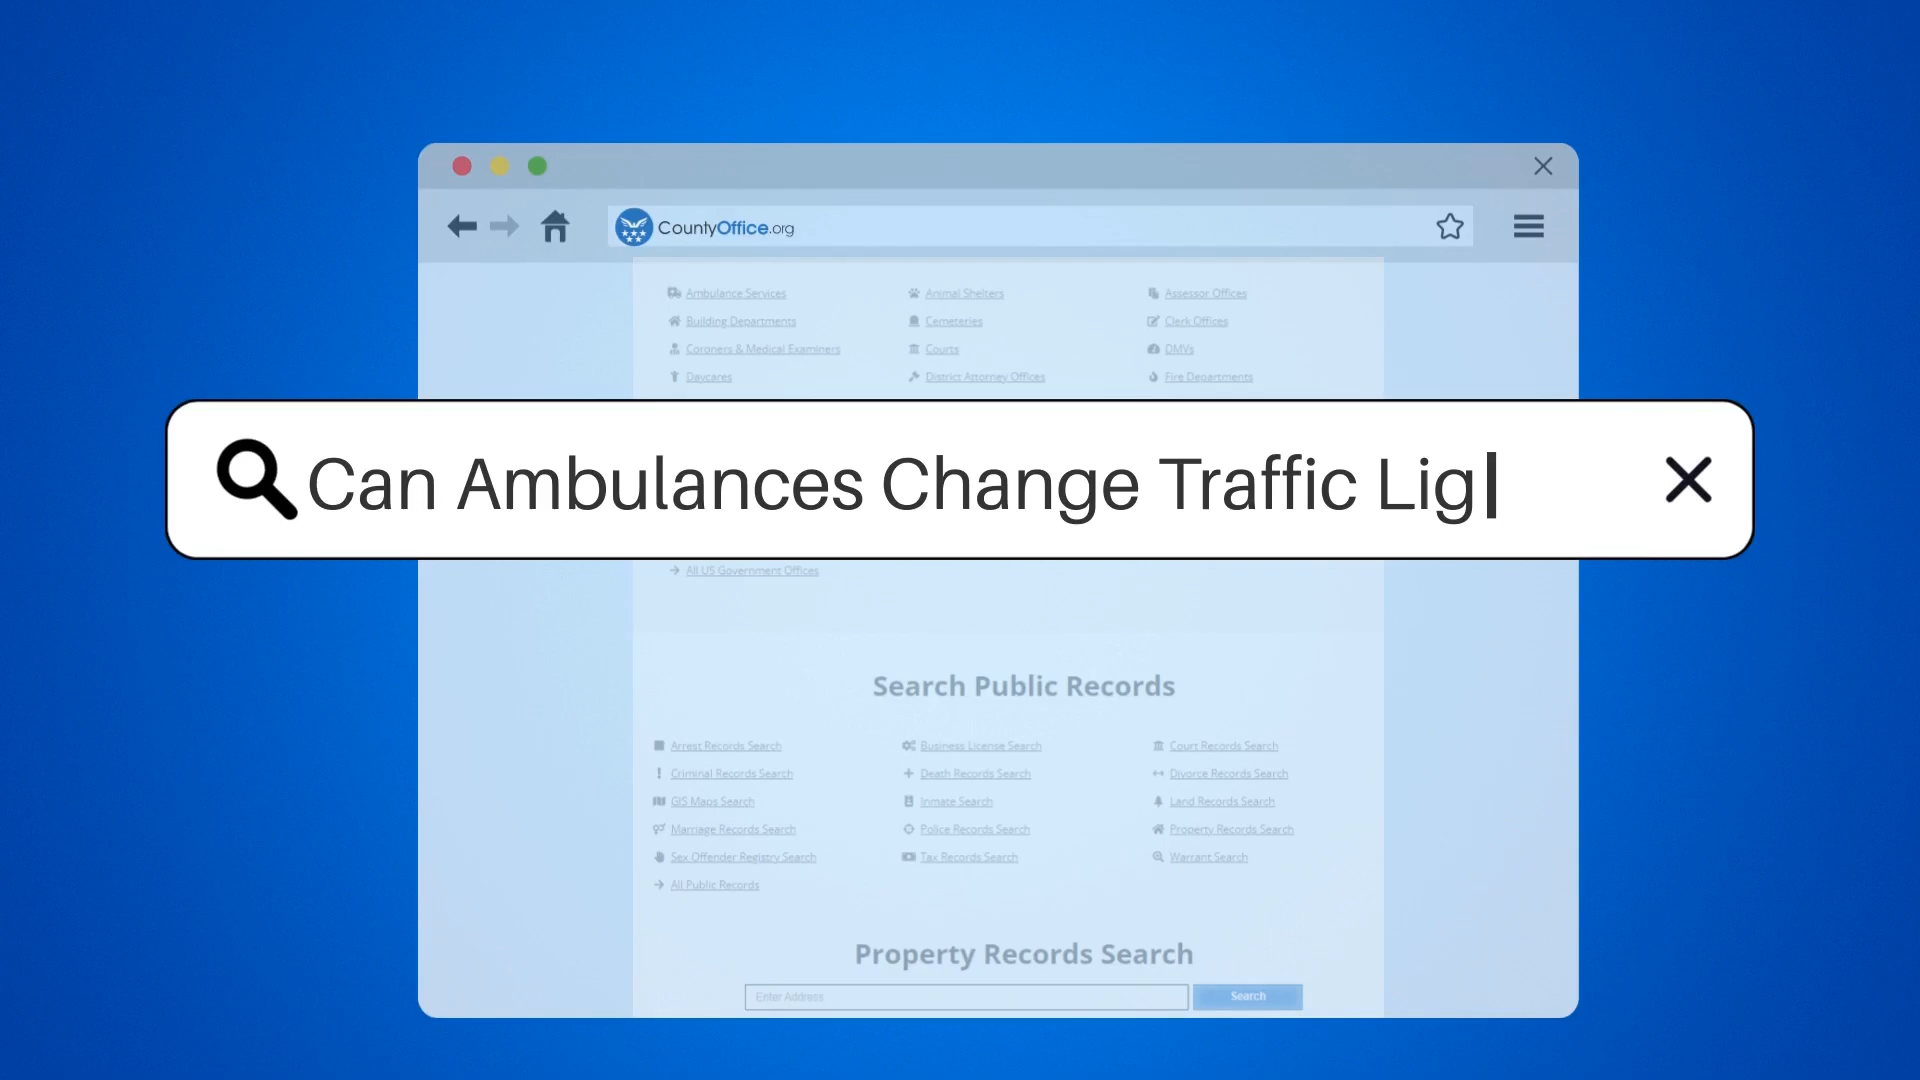 CountyOffice.org
Ambulance Services Animal Shelters Assessor Offices
Building Departments Cemeteries Clerk Offices
Coroners & Medical Examiners Courts DMVs
Daycares District Attorney Offices Fire Departments
Can Ambulances Change Traffic Lig
All US Government Offices
Search Public Records
Arrest Records Search Business License Search Court Records Search
Criminal Records Search Death Records Search Divorce Records Search
GIS Maps Search Inmate Search Land Records Search
Marriage Records Search Police Records Search Property Records Search
Sex Offender Registry Search Tax Records Search Warrant Search
All Public Records
Property Records Search
Enter Address Search